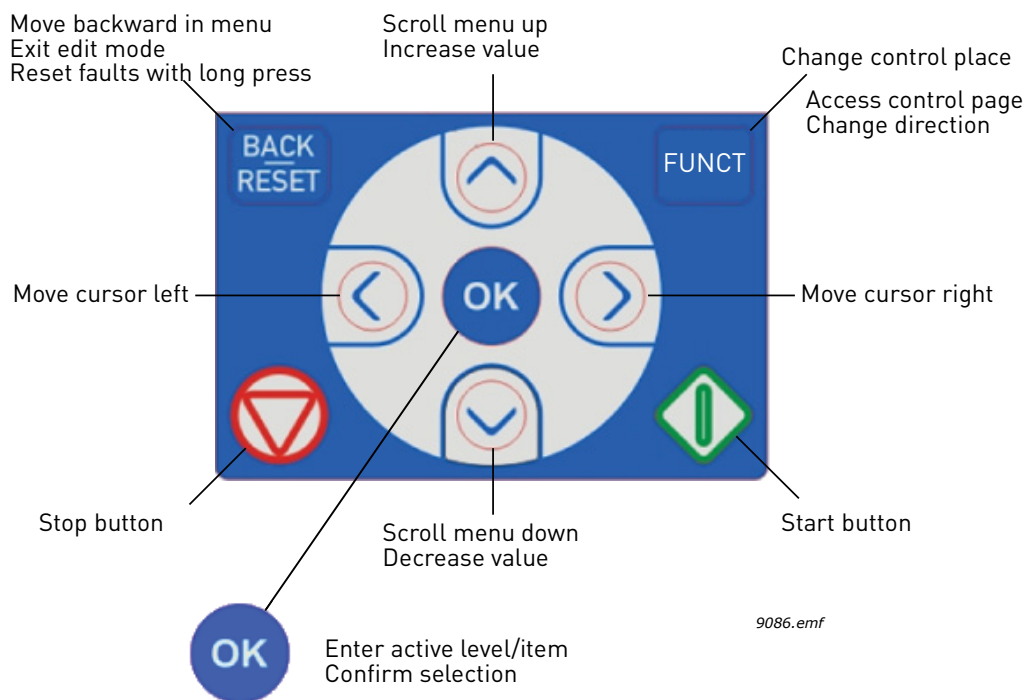 Move backward in menu
Exit edit mode
Reset faults with long press
Scroll menu up
Increase value
Change control place
Access control page
Change direction
BACK
RESET
FUNCT
Move cursor left
OK
Move cursor right
Stop button
Scroll menu down
Decrease value
Start button
9086.emf
OK
Enter active level/item
Confirm selection